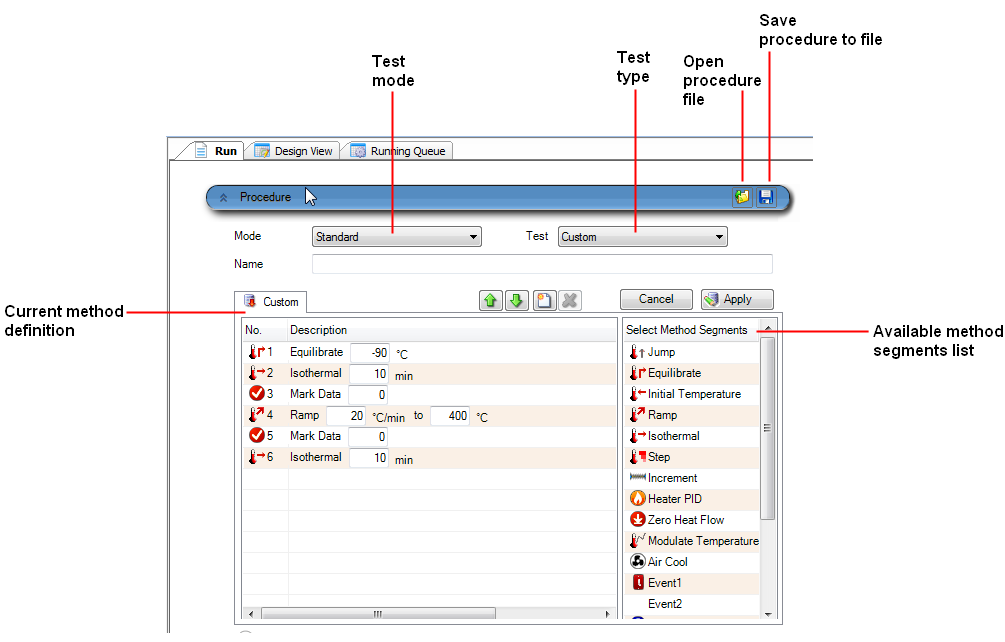 Save
procedure to file
Test
mode
Test
type
Open
procedure
file
Run
Design View
Running Queue
Procedure
Mode
Standard
Test
Custom
Name
Current method
definition
Custom
Cancel
Apply
No. Description
1 Equilibrate -90 °C
2 Isothermal 10 min
3 Mark Data 0
4 Ramp 20 °C/min to 400 °C
5 Mark Data 0
6 Isothermal 10 min
Select Method Segments
Jump
Equilibrate
Initial Temperature
Ramp
Isothermal
Step
Increment
Heater PID
Zero Heat Flow
Modulate Temperature
Air Cool
Event1
Event2
Available method
segments list